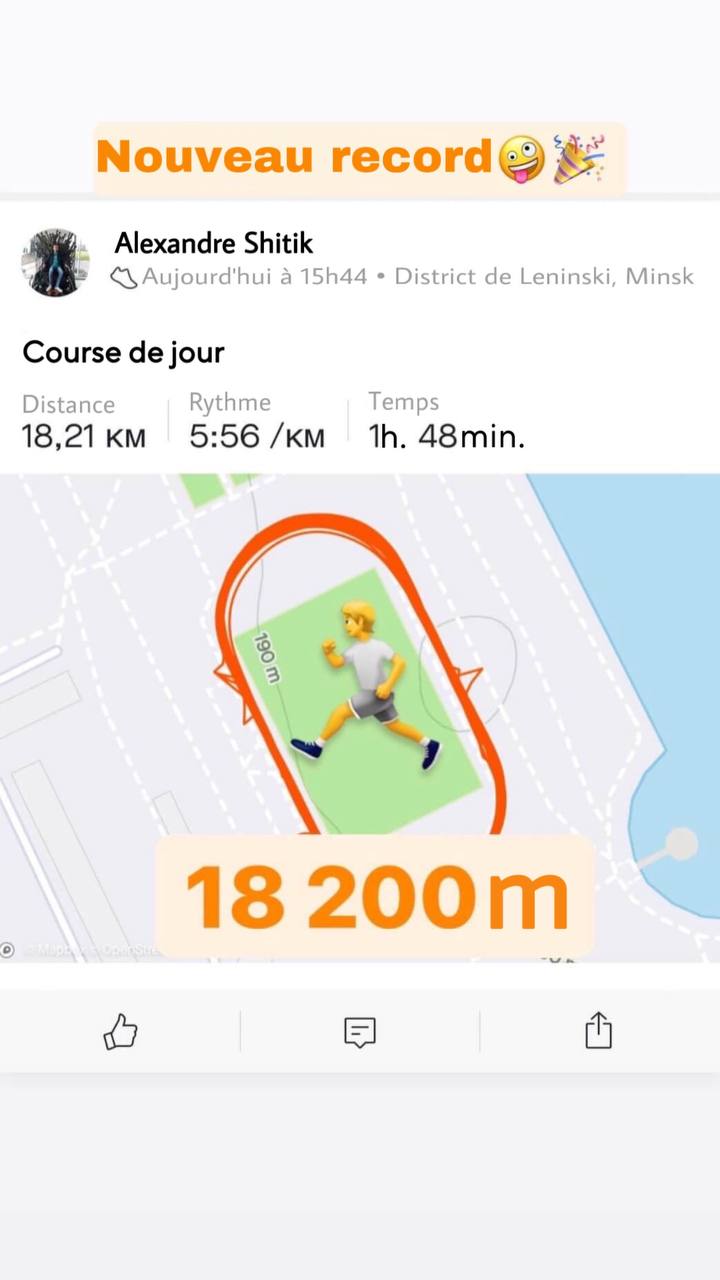 Nouveau record🤪🎉
Alexandre Shitik
Aujourd'hui à 15h44 • District de Leninski, Minsk
Course de jour
Distance Rythme Temps
18,21 км 5:56 /км 1h. 48min.
190 m
18 200m
© Mapbox